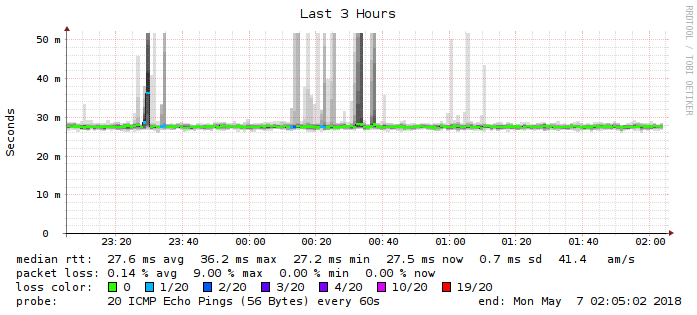 Last 3 Hours
RRDTOOL / TOBI OETIKER
Seconds
50 m
40 m
30 m
20 m
10 m
0
23:20 23:40 00:00 00:20 00:40 01:00 01:20 01:40 02:00
median rtt: 27.6 ms avg 36.2 ms max 27.2 ms min 27.5 ms now 0.7 ms sd 41.4 am/s
packet loss: 0.14 % avg 9.00 % max 0.00 % min 0.00 % now
loss color: 0 1/20 2/20 3/20 4/20 10/20 19/20
probe: 20 ICMP Echo Pings (56 Bytes) every 60s end: Mon May 7 02:05:02 2018